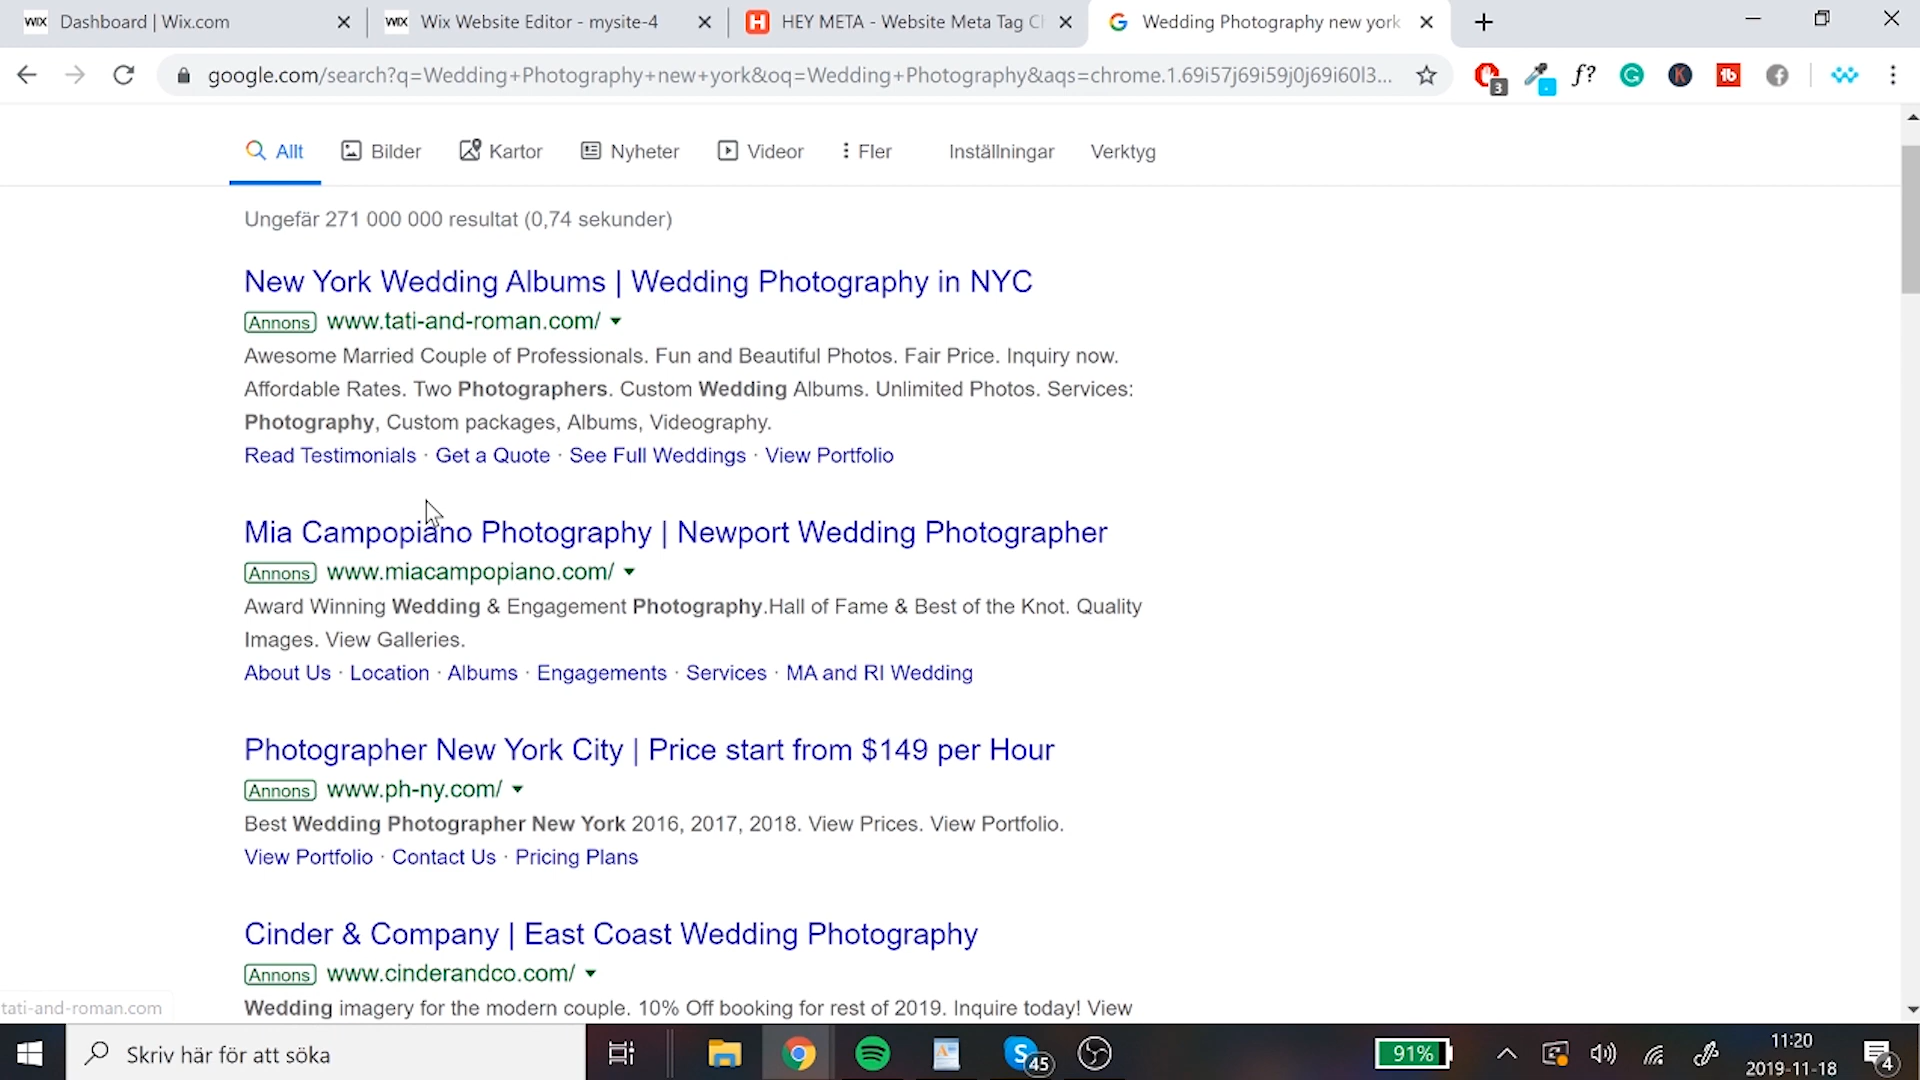 WIX Dashboard | Wix.com
WIX Wix Website Editor - mysite-4
H HEY META - Website Meta Tag Cl
G Wedding Photography new york
google.com/search?q=Wedding+Photography+new+york&oq=Wedding+Photography&aqs=chrome.1.69i57j69i59j0j69i60l3...
3
f?
Allt
Bilder
Kartor
Nyheter
Videor
Fler
Inställningar
Verktyg
Ungefär 271 000 000 resultat (0,74 sekunder)
New York Wedding Albums | Wedding Photography in NYC
Annons www.tati-and-roman.com/
Awesome Married Couple of Professionals. Fun and Beautiful Photos. Fair Price. Inquiry now.
Affordable Rates. Two Photographers. Custom Wedding Albums. Unlimited Photos. Services:
Photography, Custom packages, Albums, Videography.
Read Testimonials · Get a Quote · See Full Weddings · View Portfolio
Mia Campopiano Photography | Newport Wedding Photographer
Annons www.miacampopiano.com/
Award Winning Wedding & Engagement Photography.Hall of Fame & Best of the Knot. Quality
Images. View Galleries.
About Us · Location · Albums · Engagements · Services · MA and RI Wedding
Photographer New York City | Price start from $149 per Hour
Annons www.ph-ny.com/
Best Wedding Photographer New York 2016, 2017, 2018. View Prices. View Portfolio.
View Portfolio · Contact Us · Pricing Plans
Cinder & Company | East Coast Wedding Photography
Annons www.cinderandco.com/
Wedding imagery for the modern couple. 10% Off booking for rest of 2019. Inquire today! View
tati-and-roman.com
Skriv här för att söka
S 45
91%
11:20
2019-11-18
4